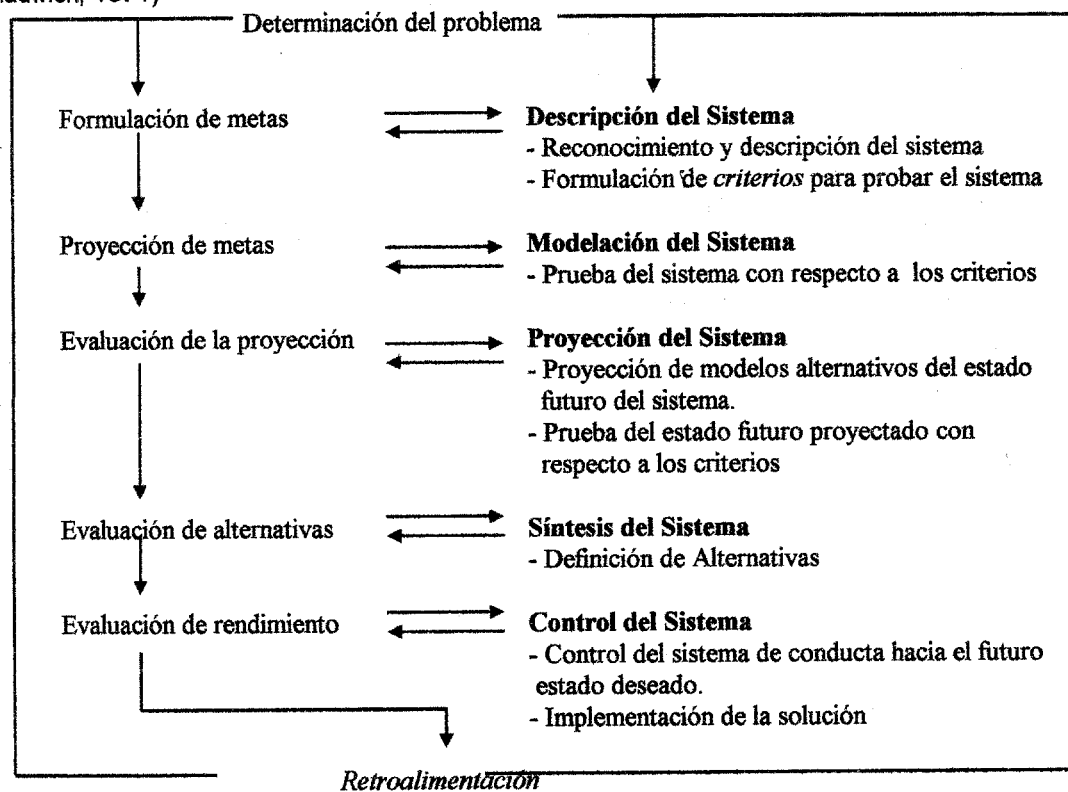 Determinación del problema
Formulación de metas
Descripción del Sistema
- Reconocimiento y descripción del sistema
- Formulación de criterios para probar el sistema
Proyección de metas
Modelación del Sistema
- Prueba del sistema con respecto a los criterios
Evaluación de la proyección
Proyección del Sistema
- Proyección de modelos alternativos del estado
futuro del sistema.
- Prueba del estado futuro proyectado con
respecto a los criterios
Evaluación de alternativas
Síntesis del Sistema
- Definición de Alternativas
Evaluación de rendimiento
Control del Sistema
- Control del sistema de conducta hacia el futuro
estado deseado.
- Implementación de la solución
Retroalimentación